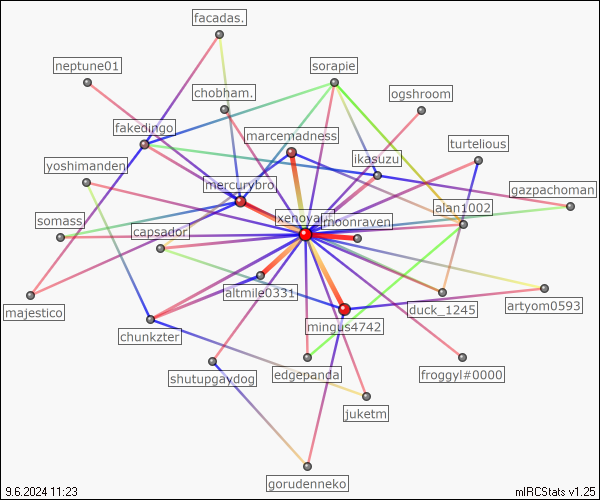 facadas.
neptune01
sorapie
chobham.
ogshroom
fakedingo
marcemadness
turtelious
yoshimanden
ikasuzu
mercurybro
gazpachoman
alan1002
somass
capsador
moonraven
altmile0331
majestico
duck_1245
artyom0593
chunkzter
mingus4742
shutupgaydog
edgepanda
froggyl#0000
juketm
gorudenneko
9.6.2024 11:23
mIRCStats v1.25